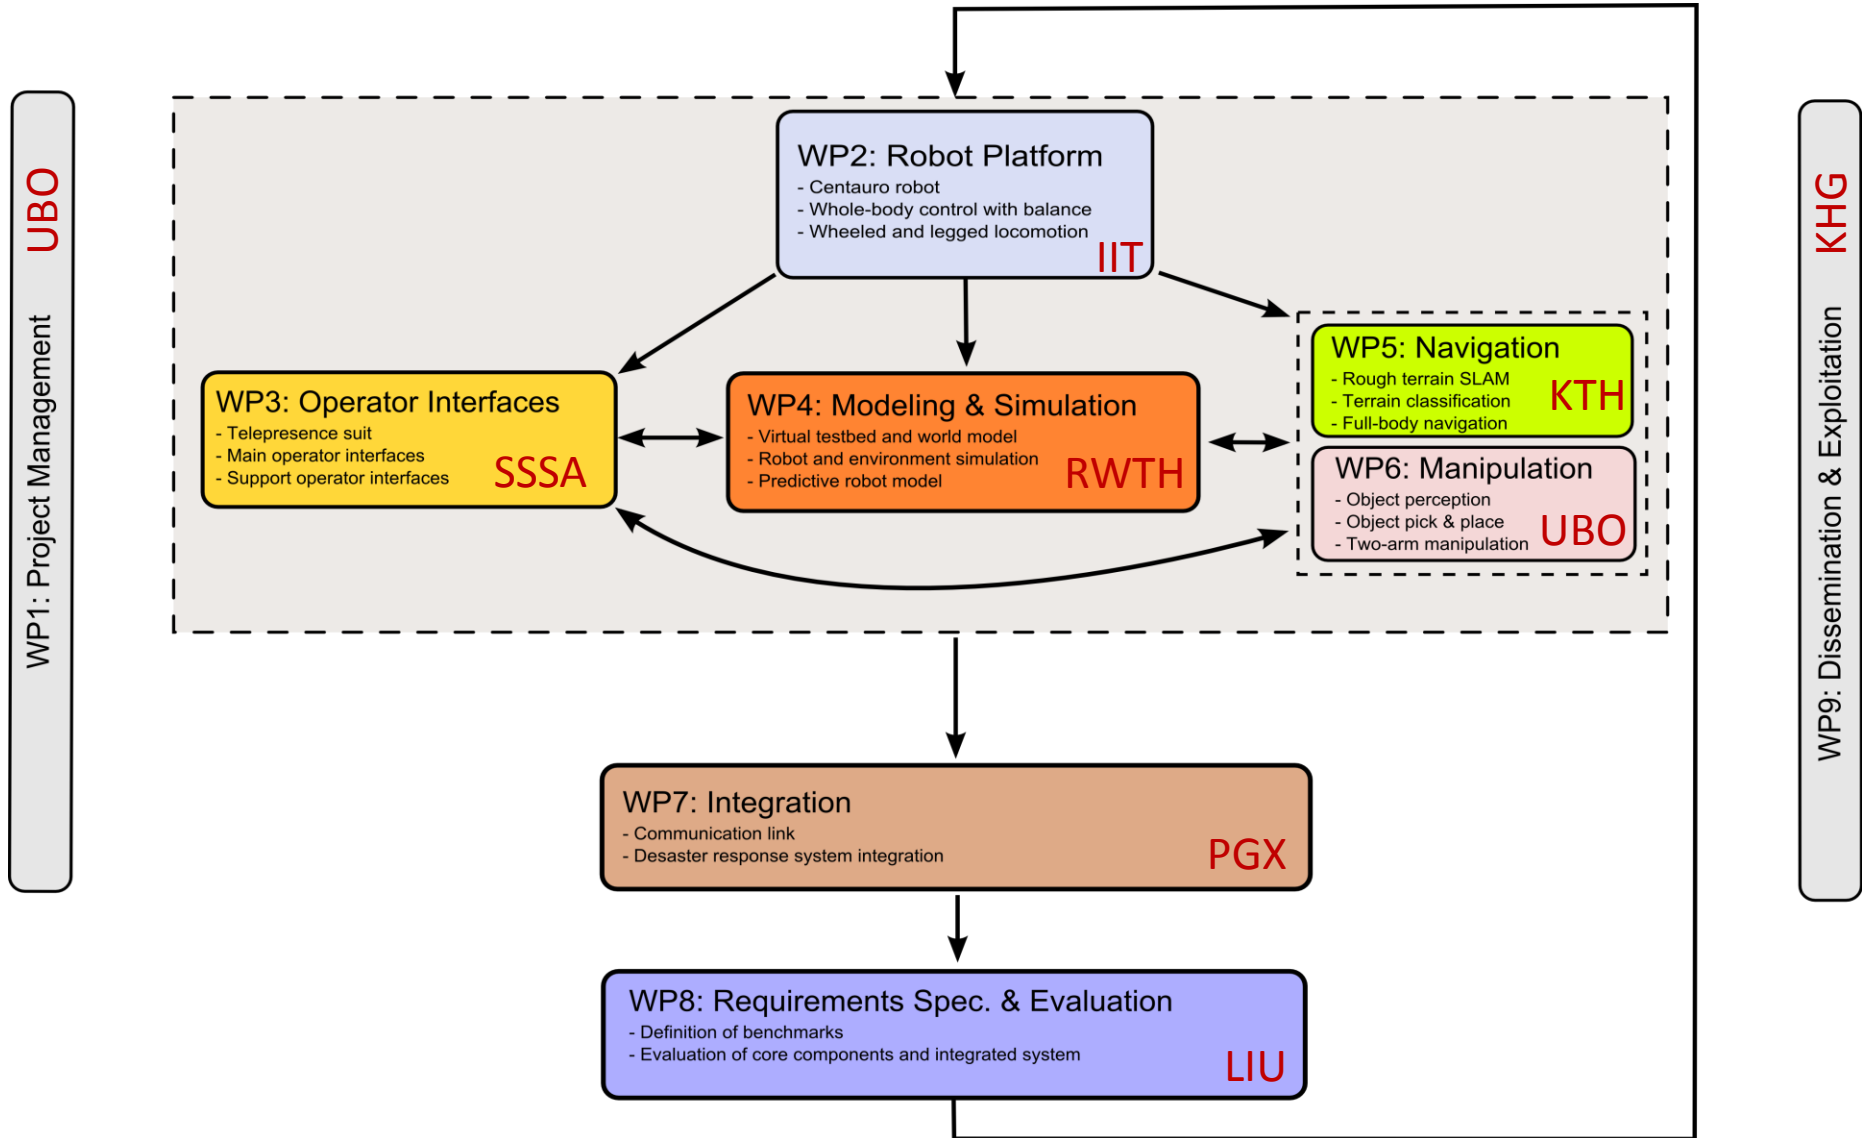 UBO
WP1: Project Management
WP2: Robot Platform
- Centauro robot
- Whole-body control with balance
- Wheeled and legged locomotion
IIT
WP3: Operator Interfaces
- Telepresence suit
- Main operator interfaces
- Support operator interfaces
SSSA
WP4: Modeling & Simulation
- Virtual testbed and world model
- Robot and environment simulation
- Predictive robot model
RWTH
WP5: Navigation
- Rough terrain SLAM
- Terrain classification
- Full-body navigation
KTH
WP6: Manipulation
- Object perception
- Object pick & place
- Two-arm manipulation
UBO
WP7: Integration
- Communication link
- Desaster response system integration
PGX
WP8: Requirements Spec. & Evaluation
- Definition of benchmarks
- Evaluation of core components and integrated system
LIU
KHG
WP9: Dissemination & Exploitation